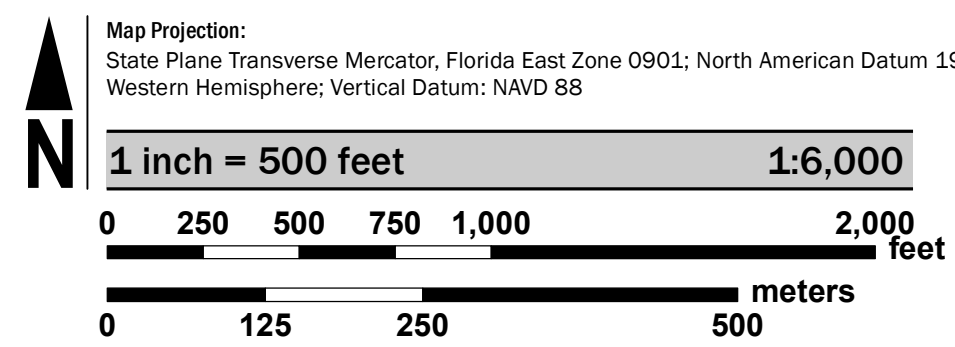 Map Projection:
State Plane Transverse Mercator, Florida East Zone 0901; North American Datum 19
Western Hemisphere; Vertical Datum: NAVD 88
N
1 inch = 500 feet 1:6,000
0 250 500 750 1,000 2,000
feet
meters
0 125 250 500